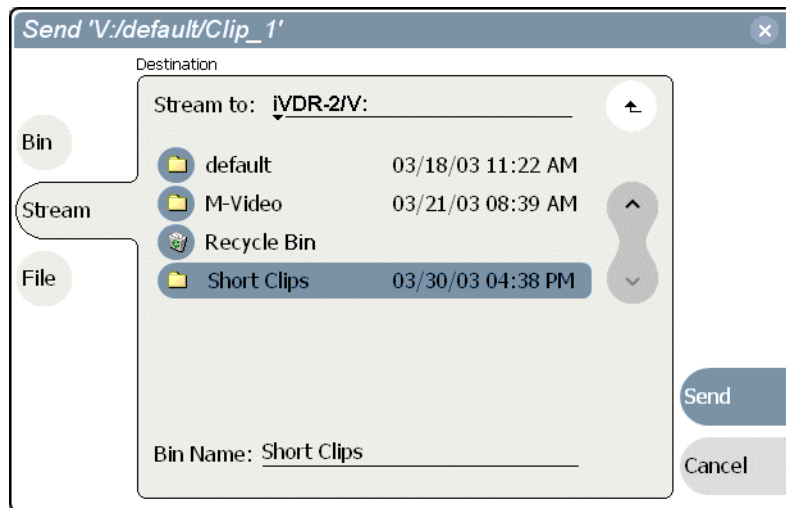 Send 'V:/default/Clip_1'
Destination
Stream to: iVDR-2/V:
Bin
Stream
File
default 03/18/03 11:22 AM
M-Video 03/21/03 08:39 AM
Recycle Bin
Short Clips 03/30/03 04:38 PM
Bin Name: Short Clips
Send
Cancel